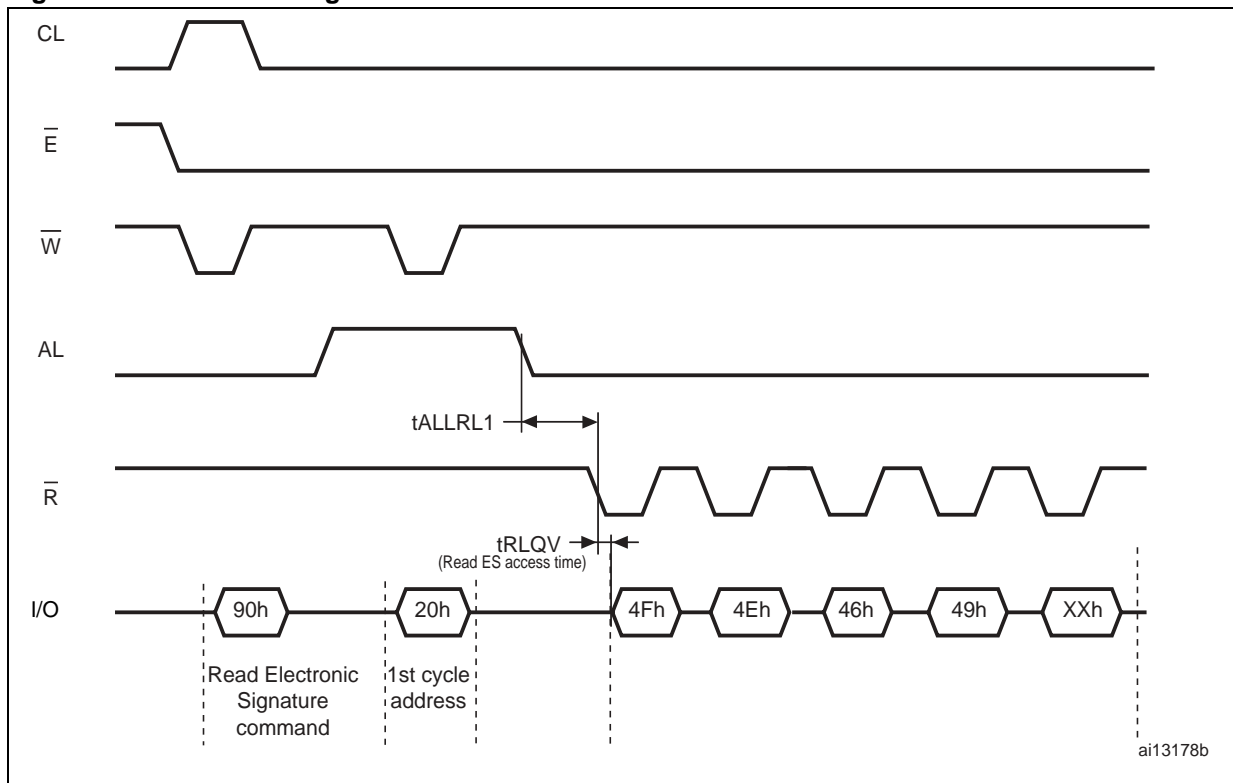 CL
E
W
AL
tALLRL1
R
tRLQV
(Read ES access time)
I/O
90h
20h
4Fh
4Eh
46h
49h
XXh
Read Electronic
Signature
command
1st cycle
address
ai13178b